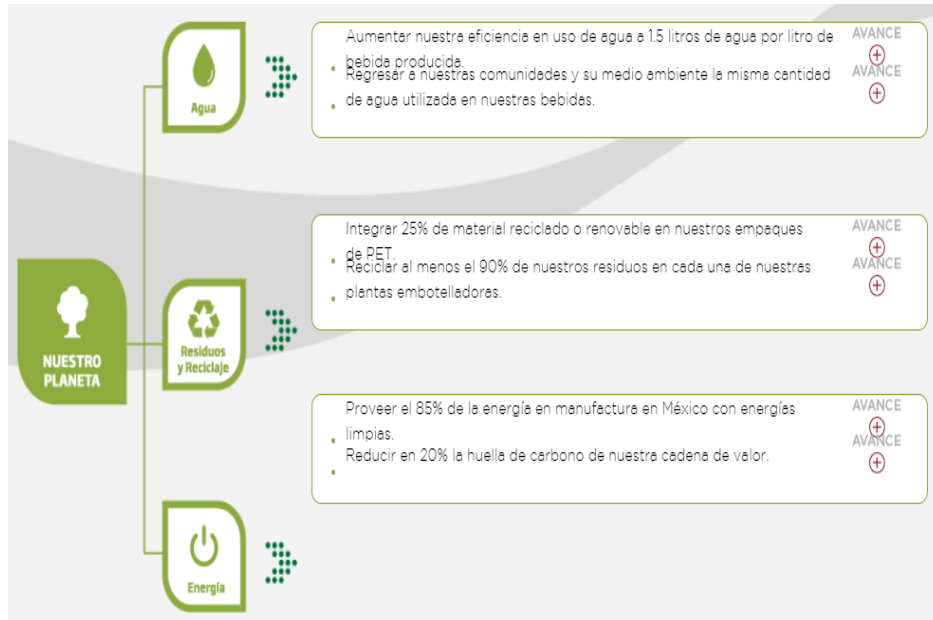 Agua
Aumentar nuestra eficiencia en uso de agua a 1.5 litros de agua por litro de
bebida producida.
AVANCE
Regresar a nuestras comunidades y su medio ambiente la misma cantidad
de agua utilizada en nuestras bebidas.
AVANCE
NUESTRO
PLANETA
Residuos
y Reciclaje
Integrar 25% de material reciclado o renovable en nuestros empaques
de PET.
AVANCE
Reciclar al menos el 90% de nuestros residuos en cada una de nuestras
plantas embotelladoras.
AVANCE
Energía
Proveer el 85% de la energía en manufactura en México con energías
limpias.
AVANCE
Reducir en 20% la huella de carbono de nuestra cadena de valor.
AVANCE